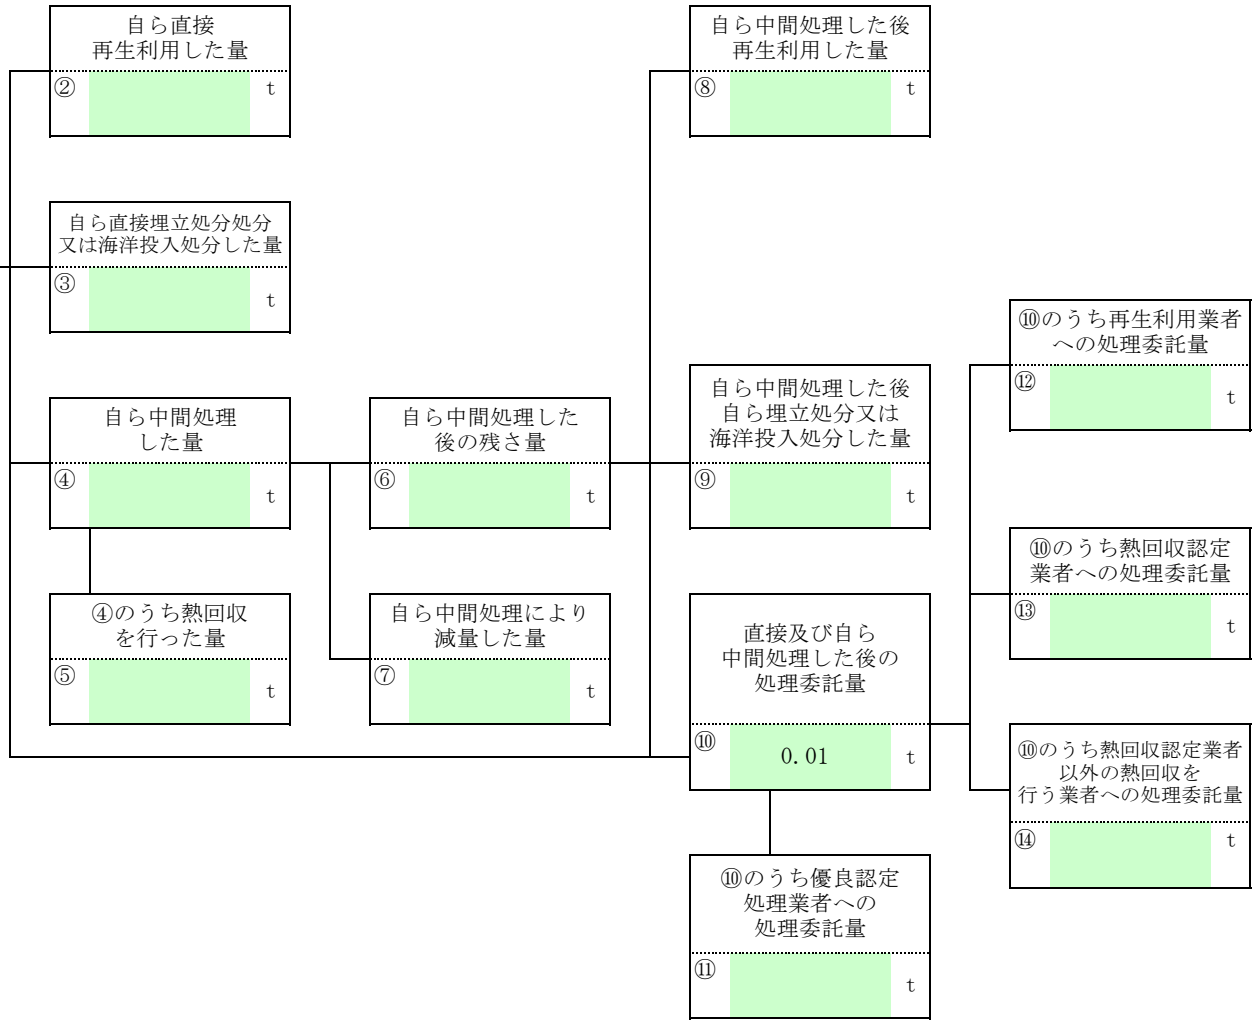 自ら直接
再生利用した量
②
t
自ら直接埋立処分処分
又は海洋投入処分した量
③
t
自ら中間処理
した量
④
t
④のうち熱回収
を行った量
⑤
t
自ら中間処理した
後の残さ量
⑥
t
自ら中間処理により
減量した量
⑦
t
自ら中間処理した後
再生利用した量
⑧
t
自ら中間処理した後
自ら埋立処分又は
海洋投入処分した量
⑨
t
直接及び自ら
中間処理した後の
処理委託量
⑩ 0.01 t
⑩のうち優良認定
処理業者への
処理委託量
⑪
t
⑩のうち再生利用業者
への処理委託量
⑫
t
⑩のうち熱回収認定
業者への処理委託量
⑬
t
⑩のうち熱回収認定業者
以外の熱回収を
行う業者への処理委託量
⑭
t